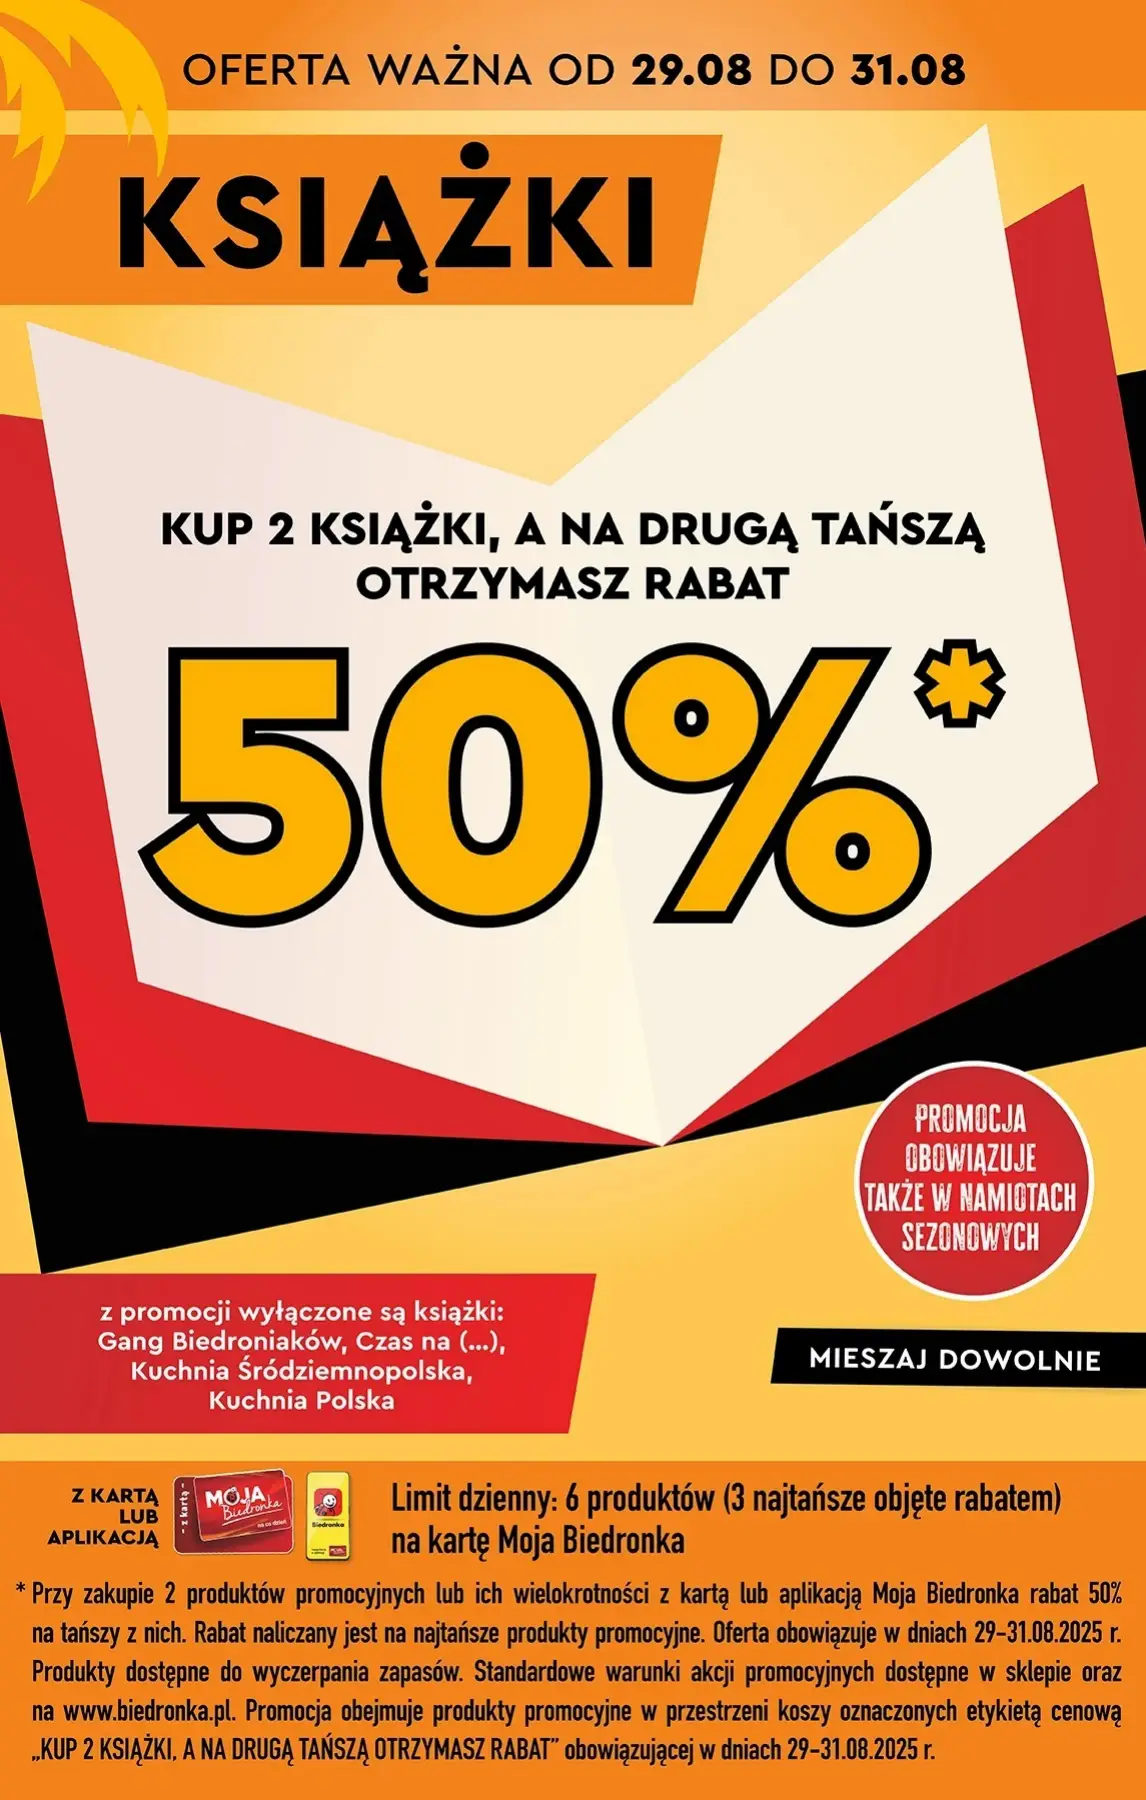 OFERTA WAŻNA OD 29.08 DO 31.08
KSIĄŻKI
KUP 2 KSIĄŻKI, A NA DRUGĄ TAŃSZĄ
OTRZYMASZ RABAT
50%*
PROMOCJA
OBOWIĄZUJE
TAKŻE W NAMIOTACH
SEZONOWYCH
z promocji wyłączone są książki:
Gang Biedroniaków, Czas na (...),
Kuchnia Śródziemnopolska,
Kuchnia Polska
MIESZAJ DOWOLNIE
Z KARTĄ
LUB
APLIKACJĄ
- z kartą -
MOJA
Biedronka
na co dzień
Biedronka
Limit dzienny: 6 produktów (3 najtańsze objęte rabatem)
na kartę Moja Biedronka
* Przy zakupie 2 produktów promocyjnych lub ich wielokrotności z kartą lub aplikacją Moja Biedronka rabat 50%
na tańszy z nich. Rabat naliczany jest na najtańsze produkty promocyjne. Oferta obowiązuje w dniach 29-31.08.2025 r.
Produkty dostępne do wyczerpania zapasów. Standardowe warunki akcji promocyjnych dostępne w sklepie oraz
na www.biedronka.pl. Promocja obejmuje produkty promocyjne w przestrzeni koszy oznaczonych etykietą cenową
„KUP 2 KSIĄŻKI, A NA DRUGĄ TAŃSZĄ OTRZYMASZ RABAT” obowiązującej w dniach 29-31.08.2025 r.